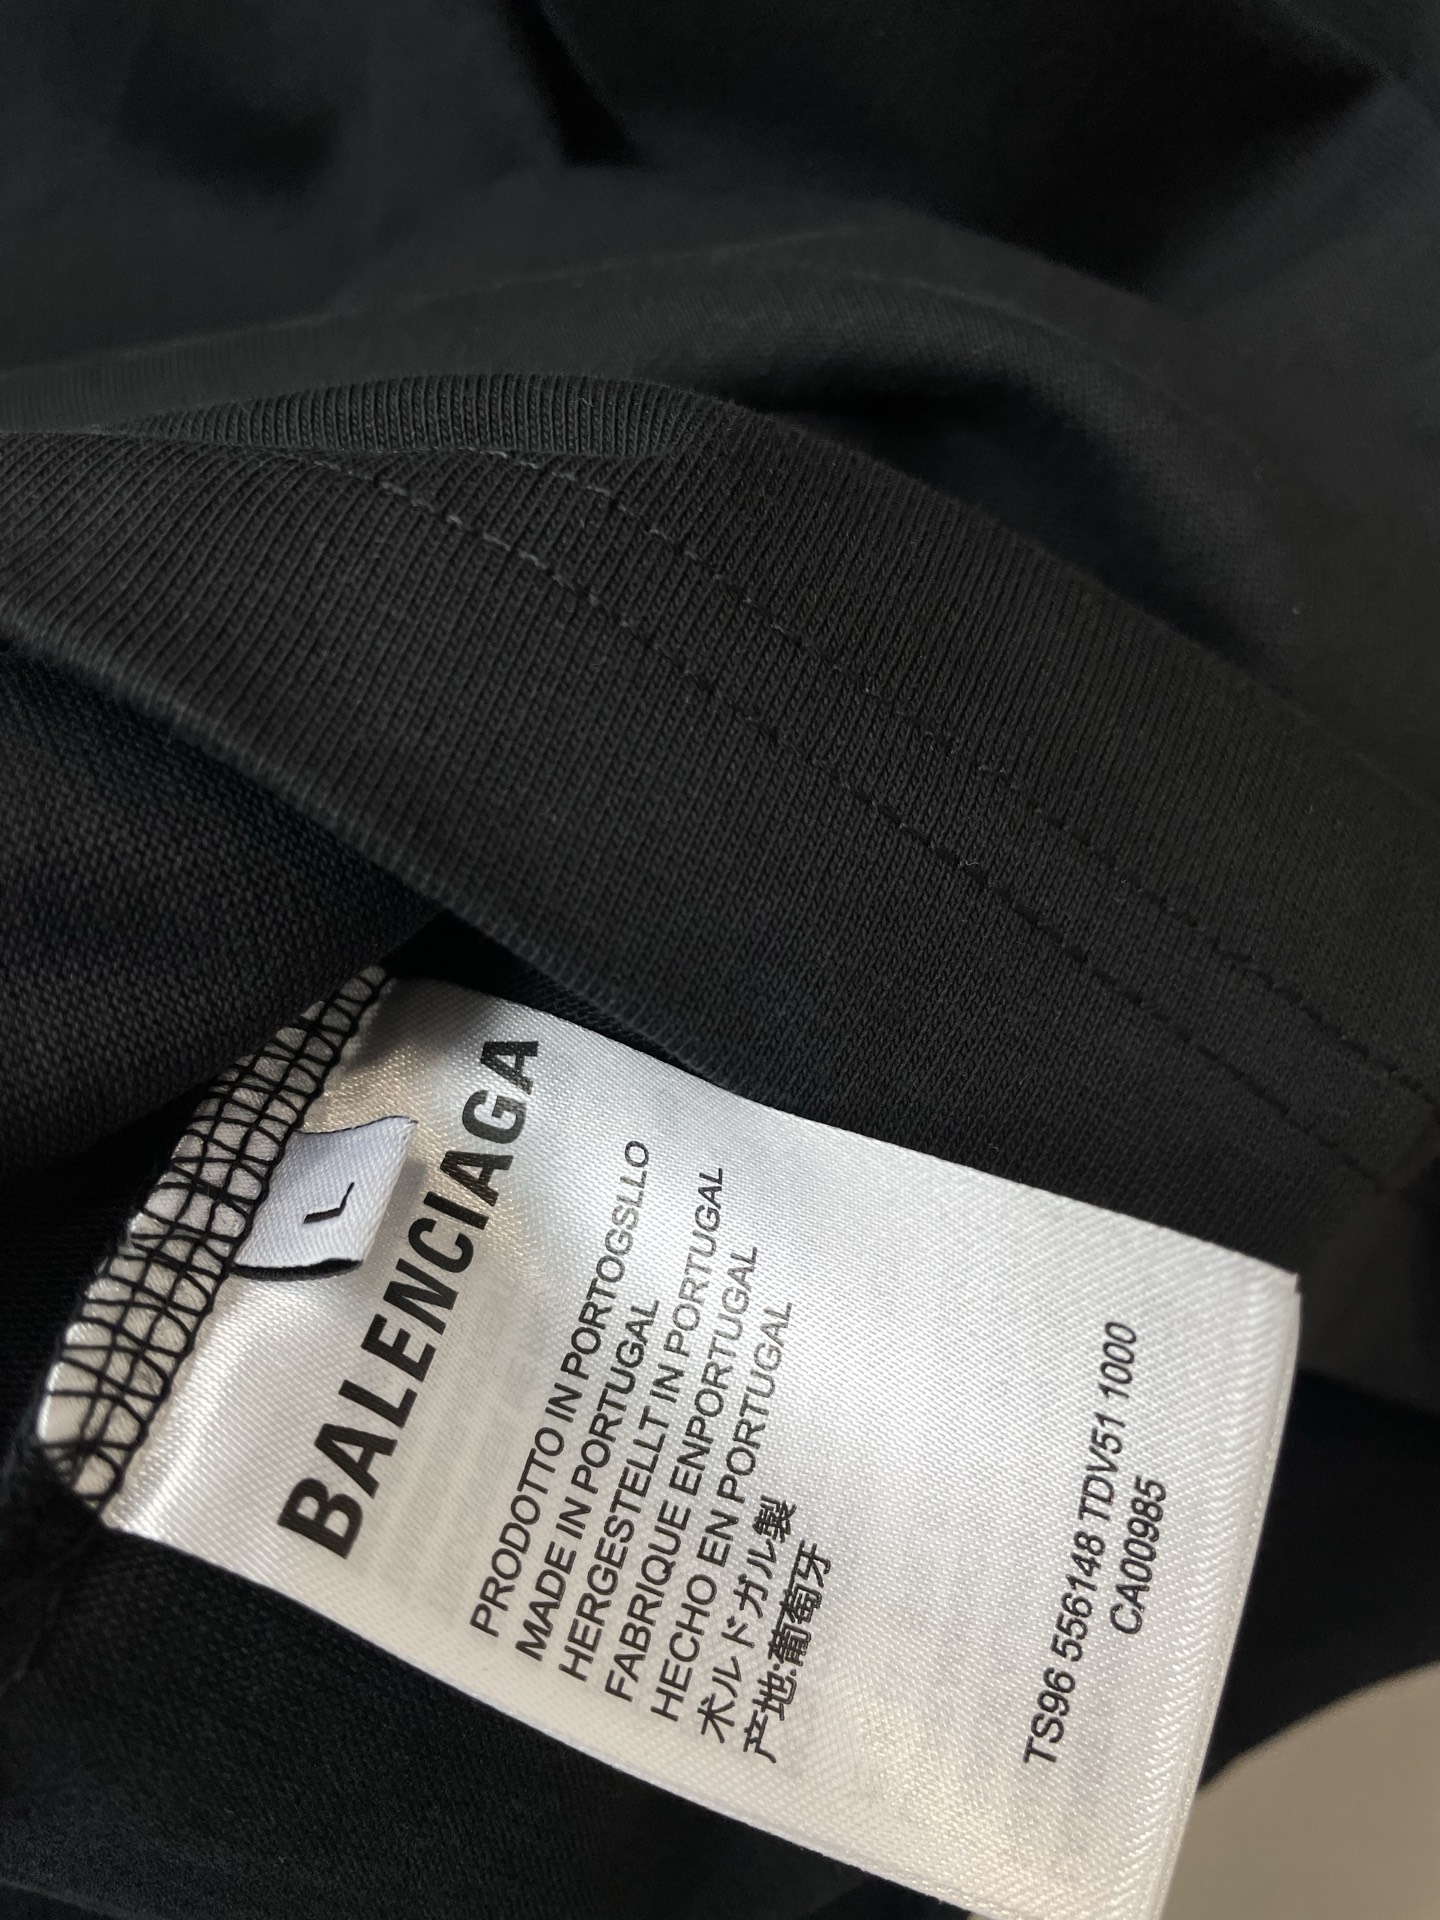 BALENCIAGA
L
PRODOTTO IN PORTOGSLLO
MADE IN PORTUGAL
HERGESTELLT IN PORTUGAL
FABRIQUE ENPORTUGAL
HECHO EN PORTUGAL
ポルドガル製
产地:葡萄牙
TS96 556148 TDV51 1000
CA00985